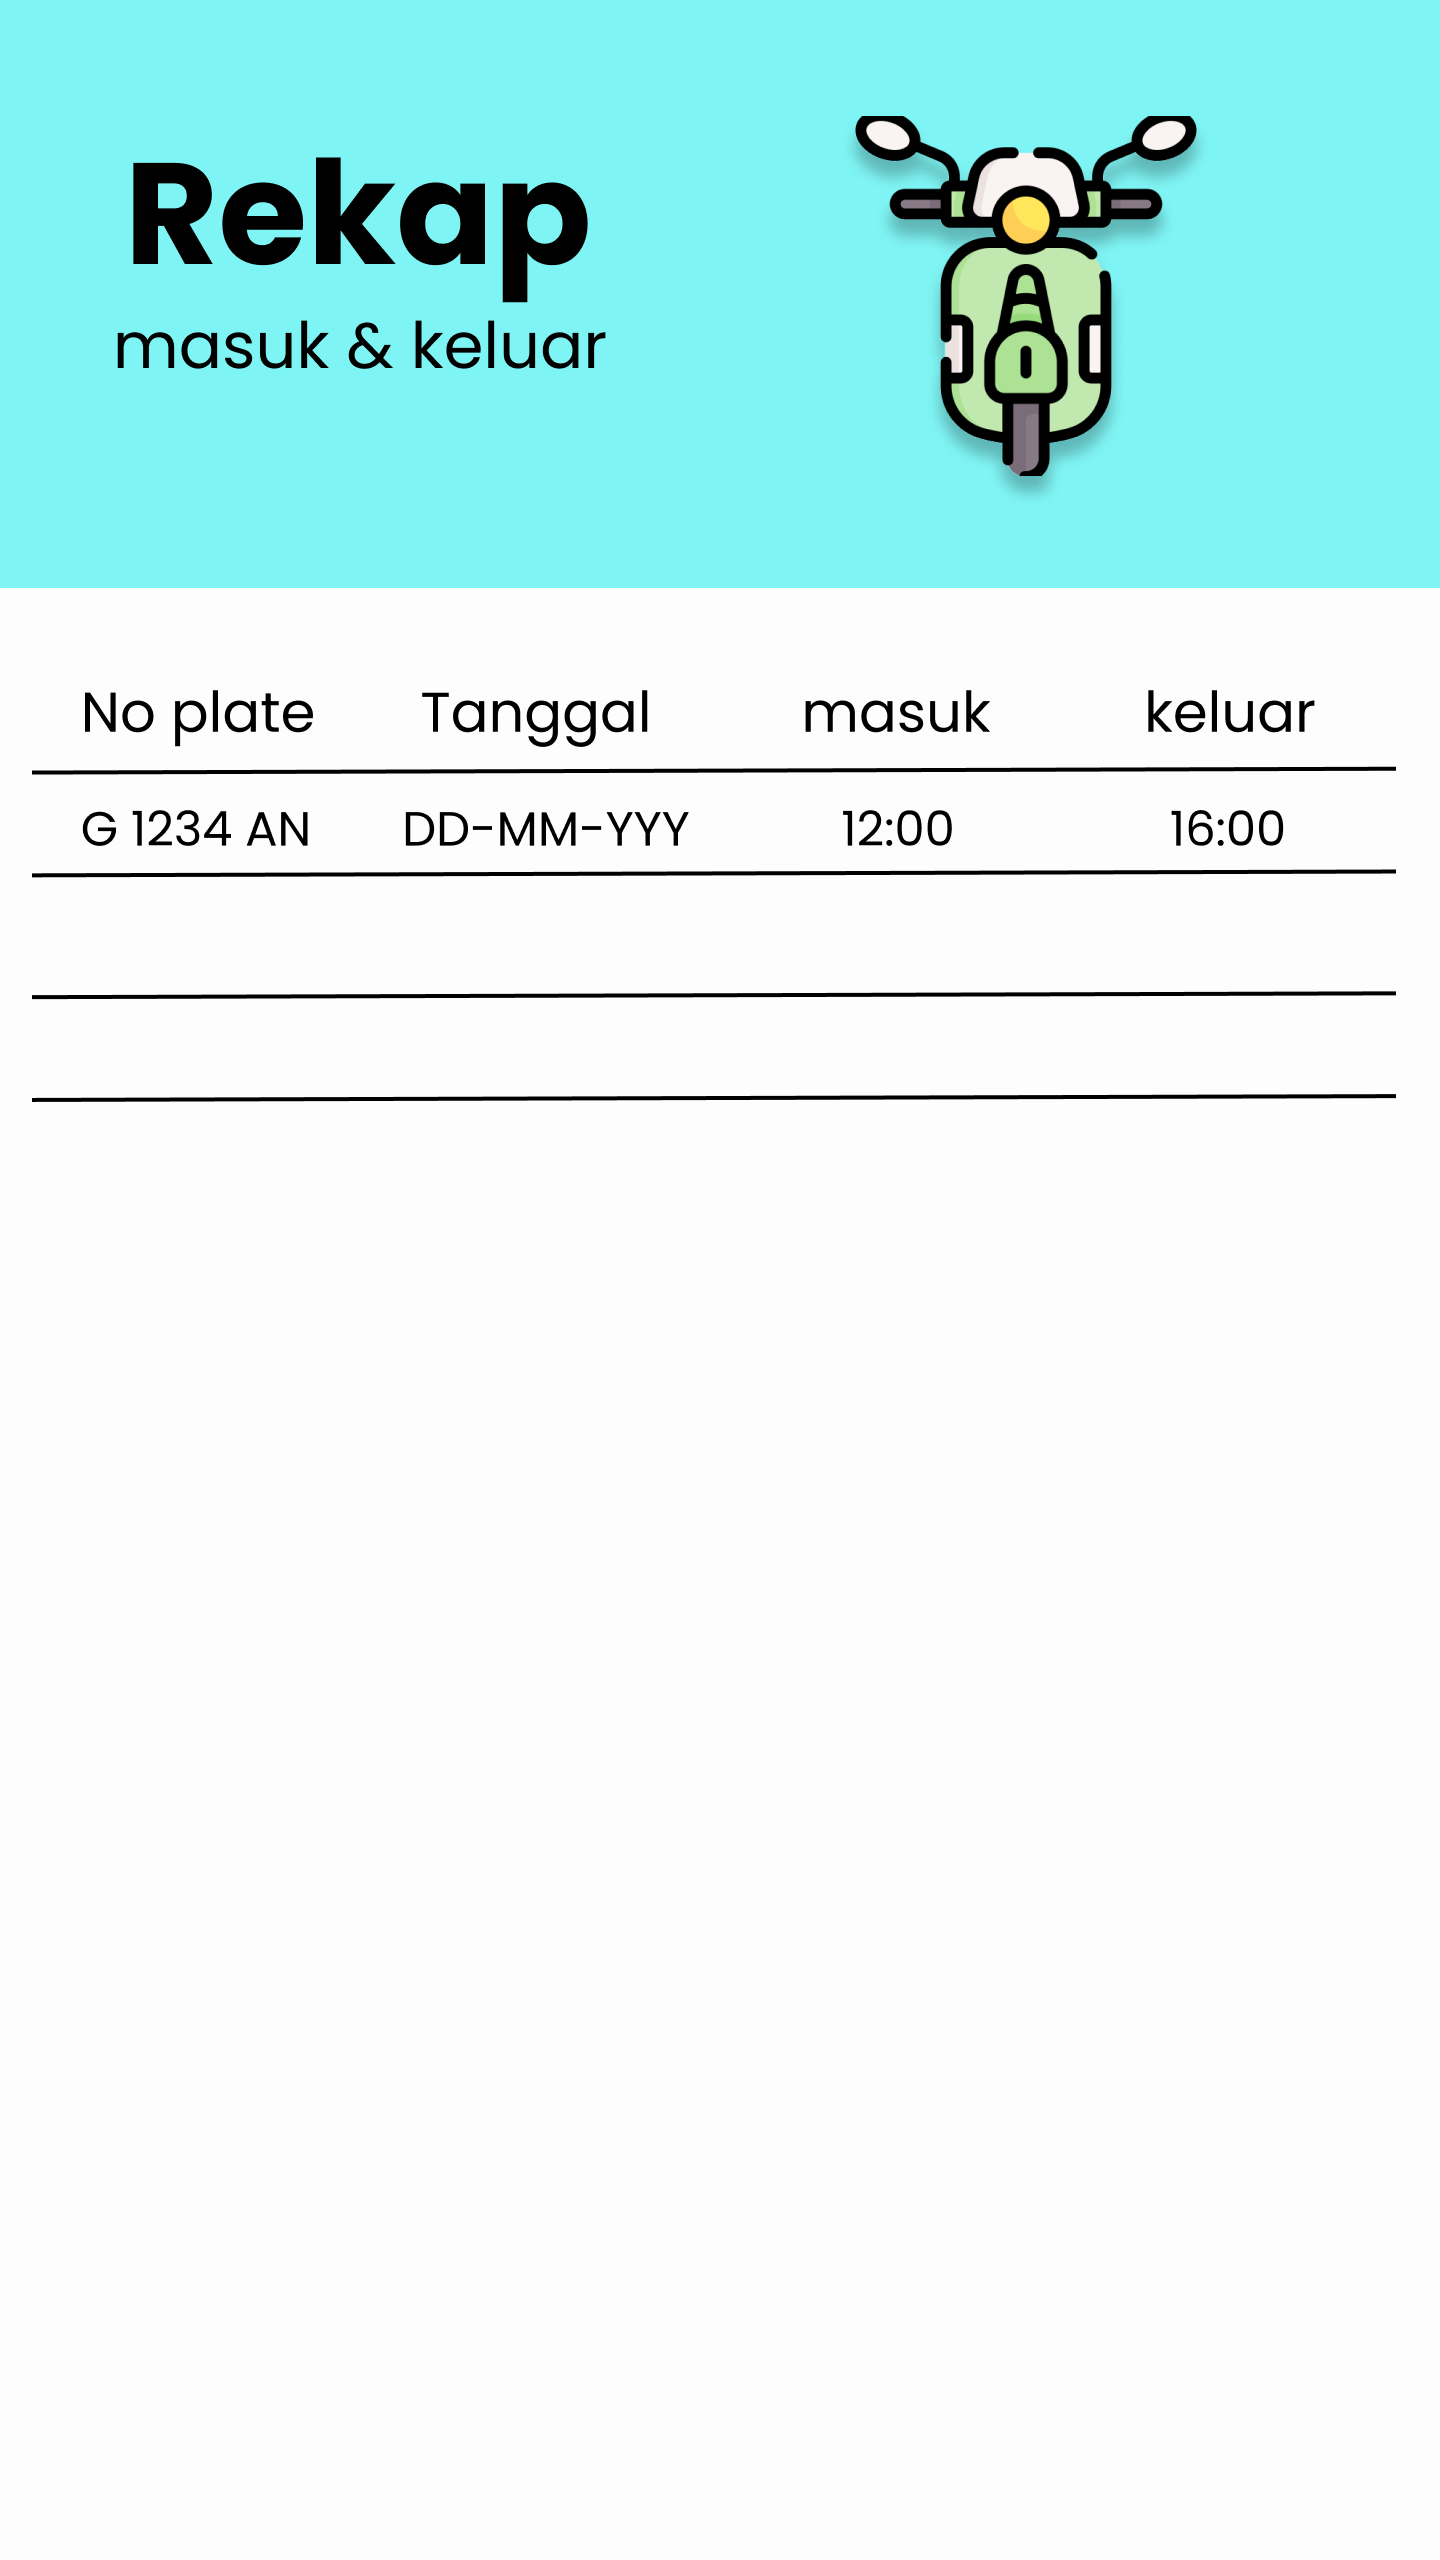 Rekap
masuk & keluar
No plate Tanggal masuk keluar
G 1234 AN DD-MM-YYY 12:00 16:00